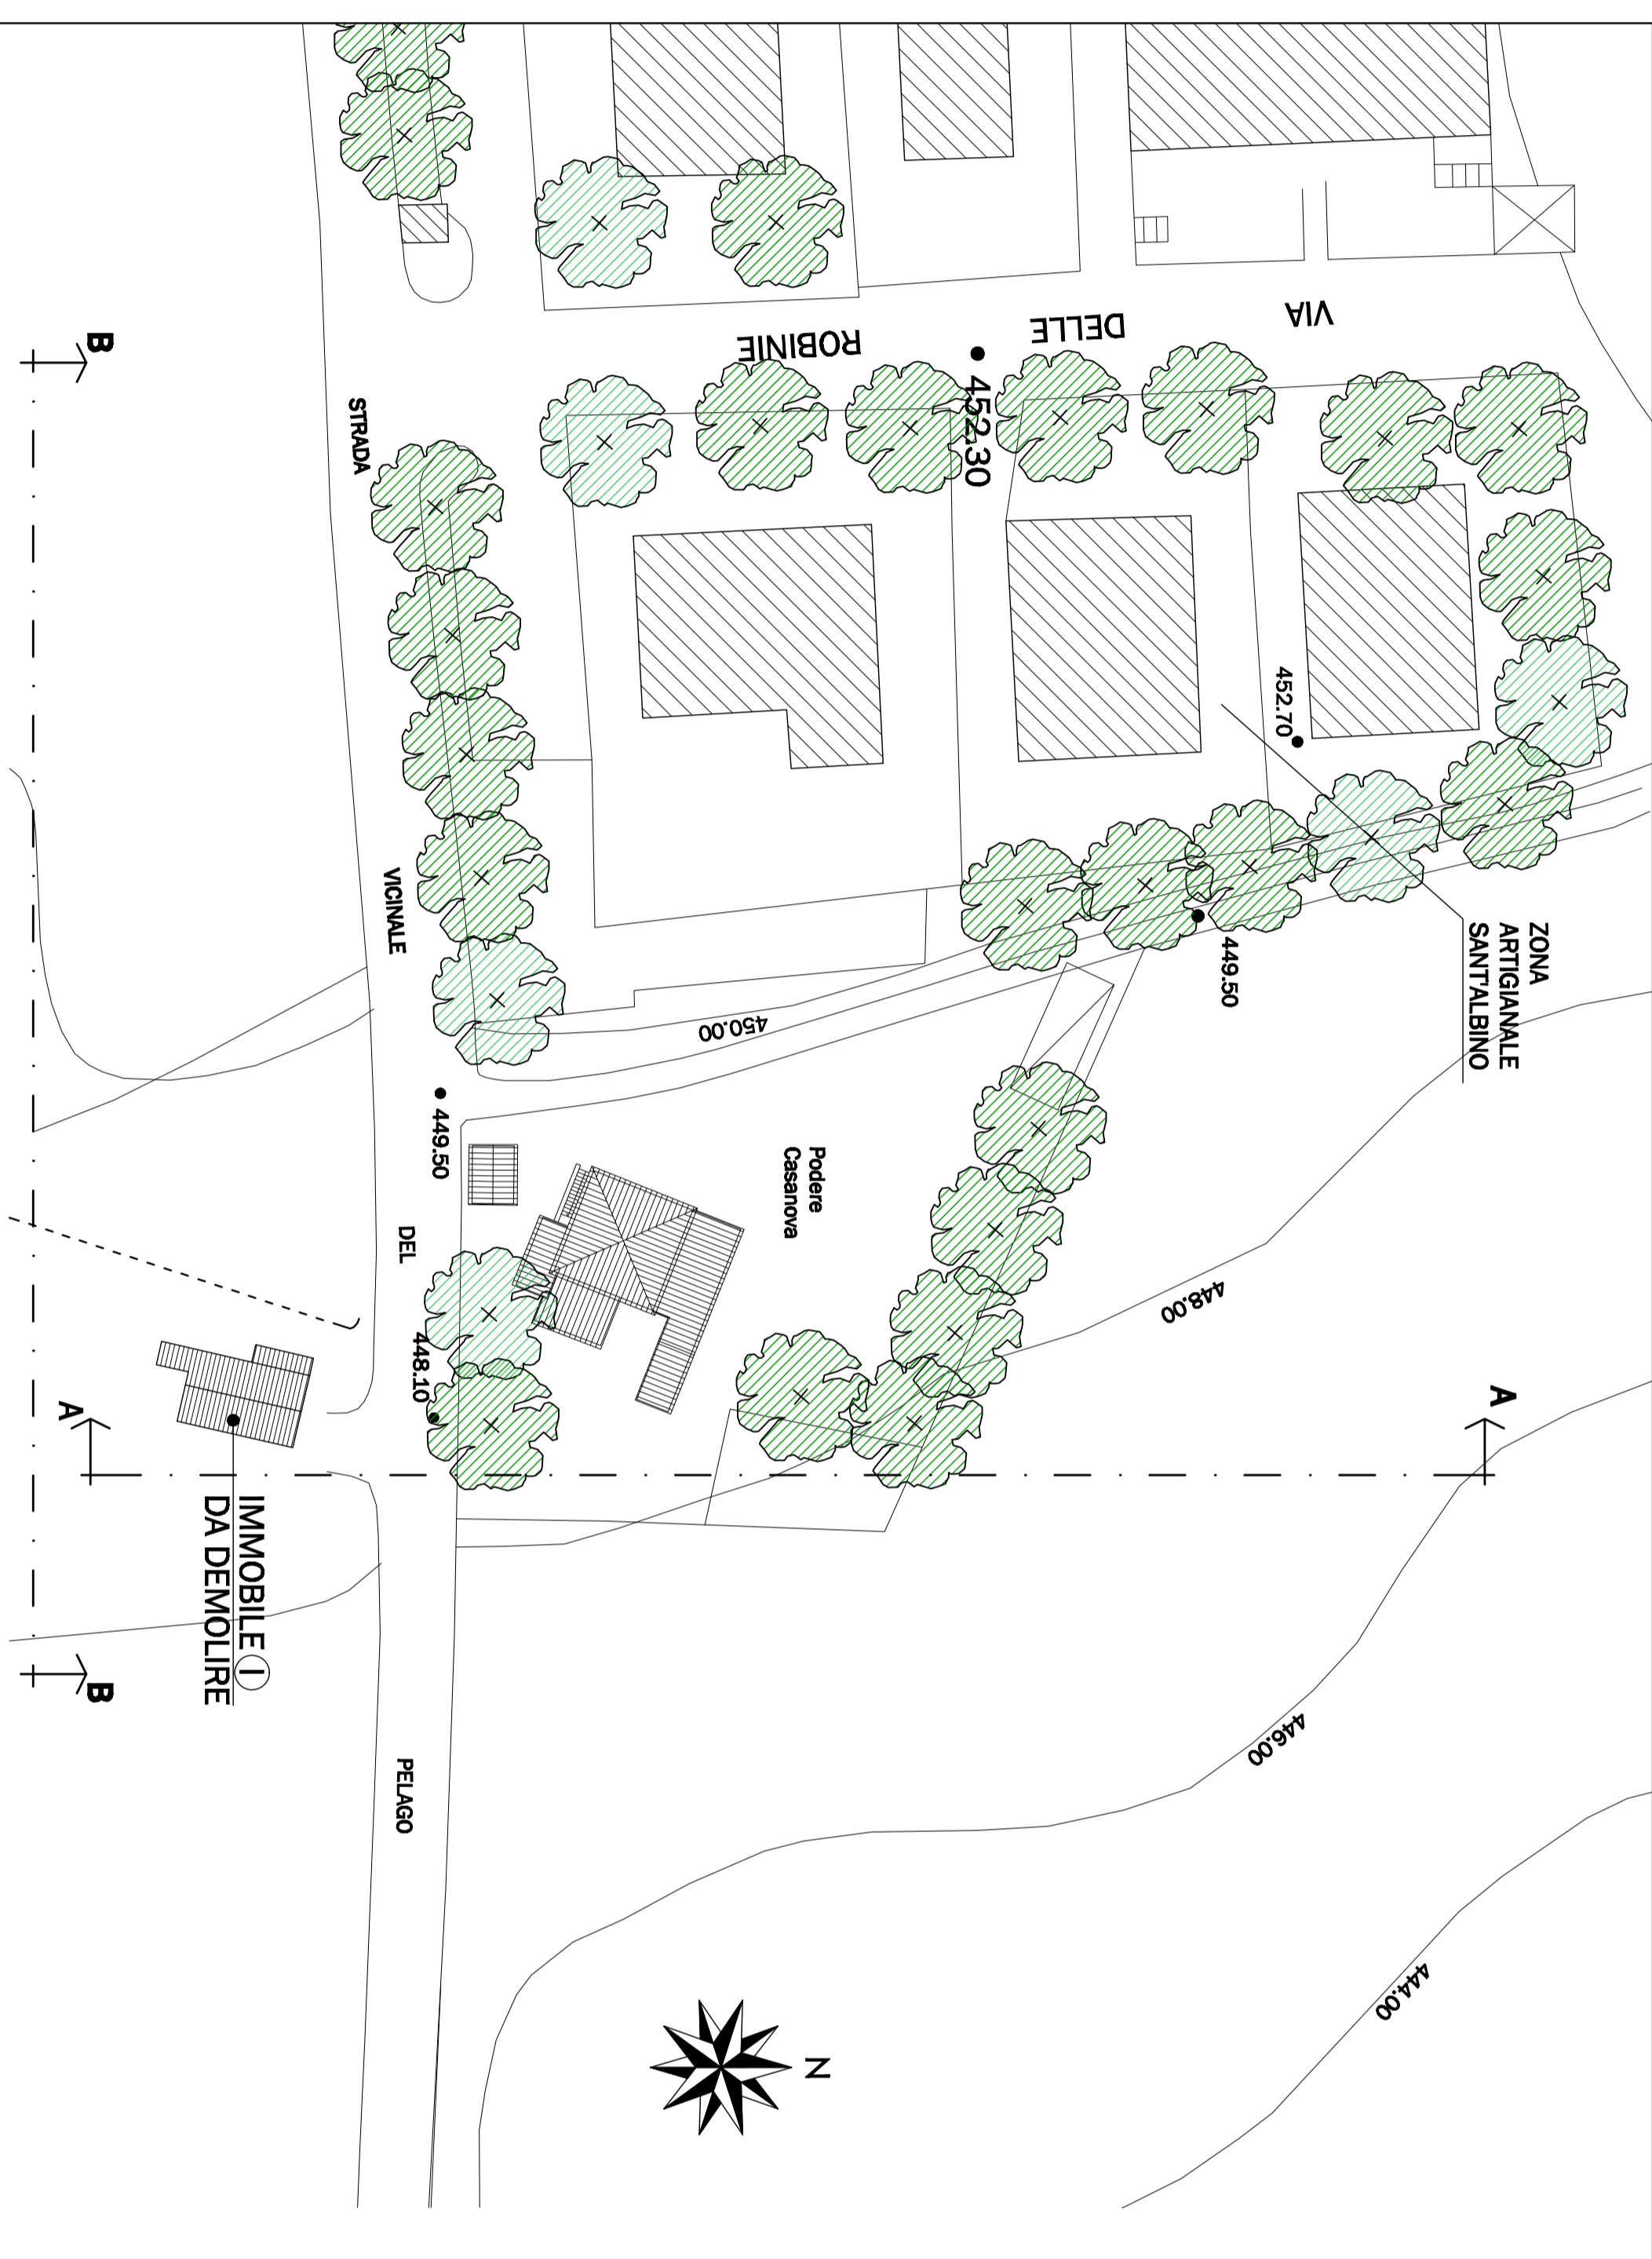 VIA
DELLE
ROBINIE
452.30
B
STRADA
452.70
VICINALE
449.50
ZONA
ARTIGIANALE
SANT'ALBINO
450.00
449.50
Podere
Casanova
DEL
448.00
448.10
A
A
IMMOBILE I
DA DEMOLIRE
B
446.00
PELAGO
444.00
N